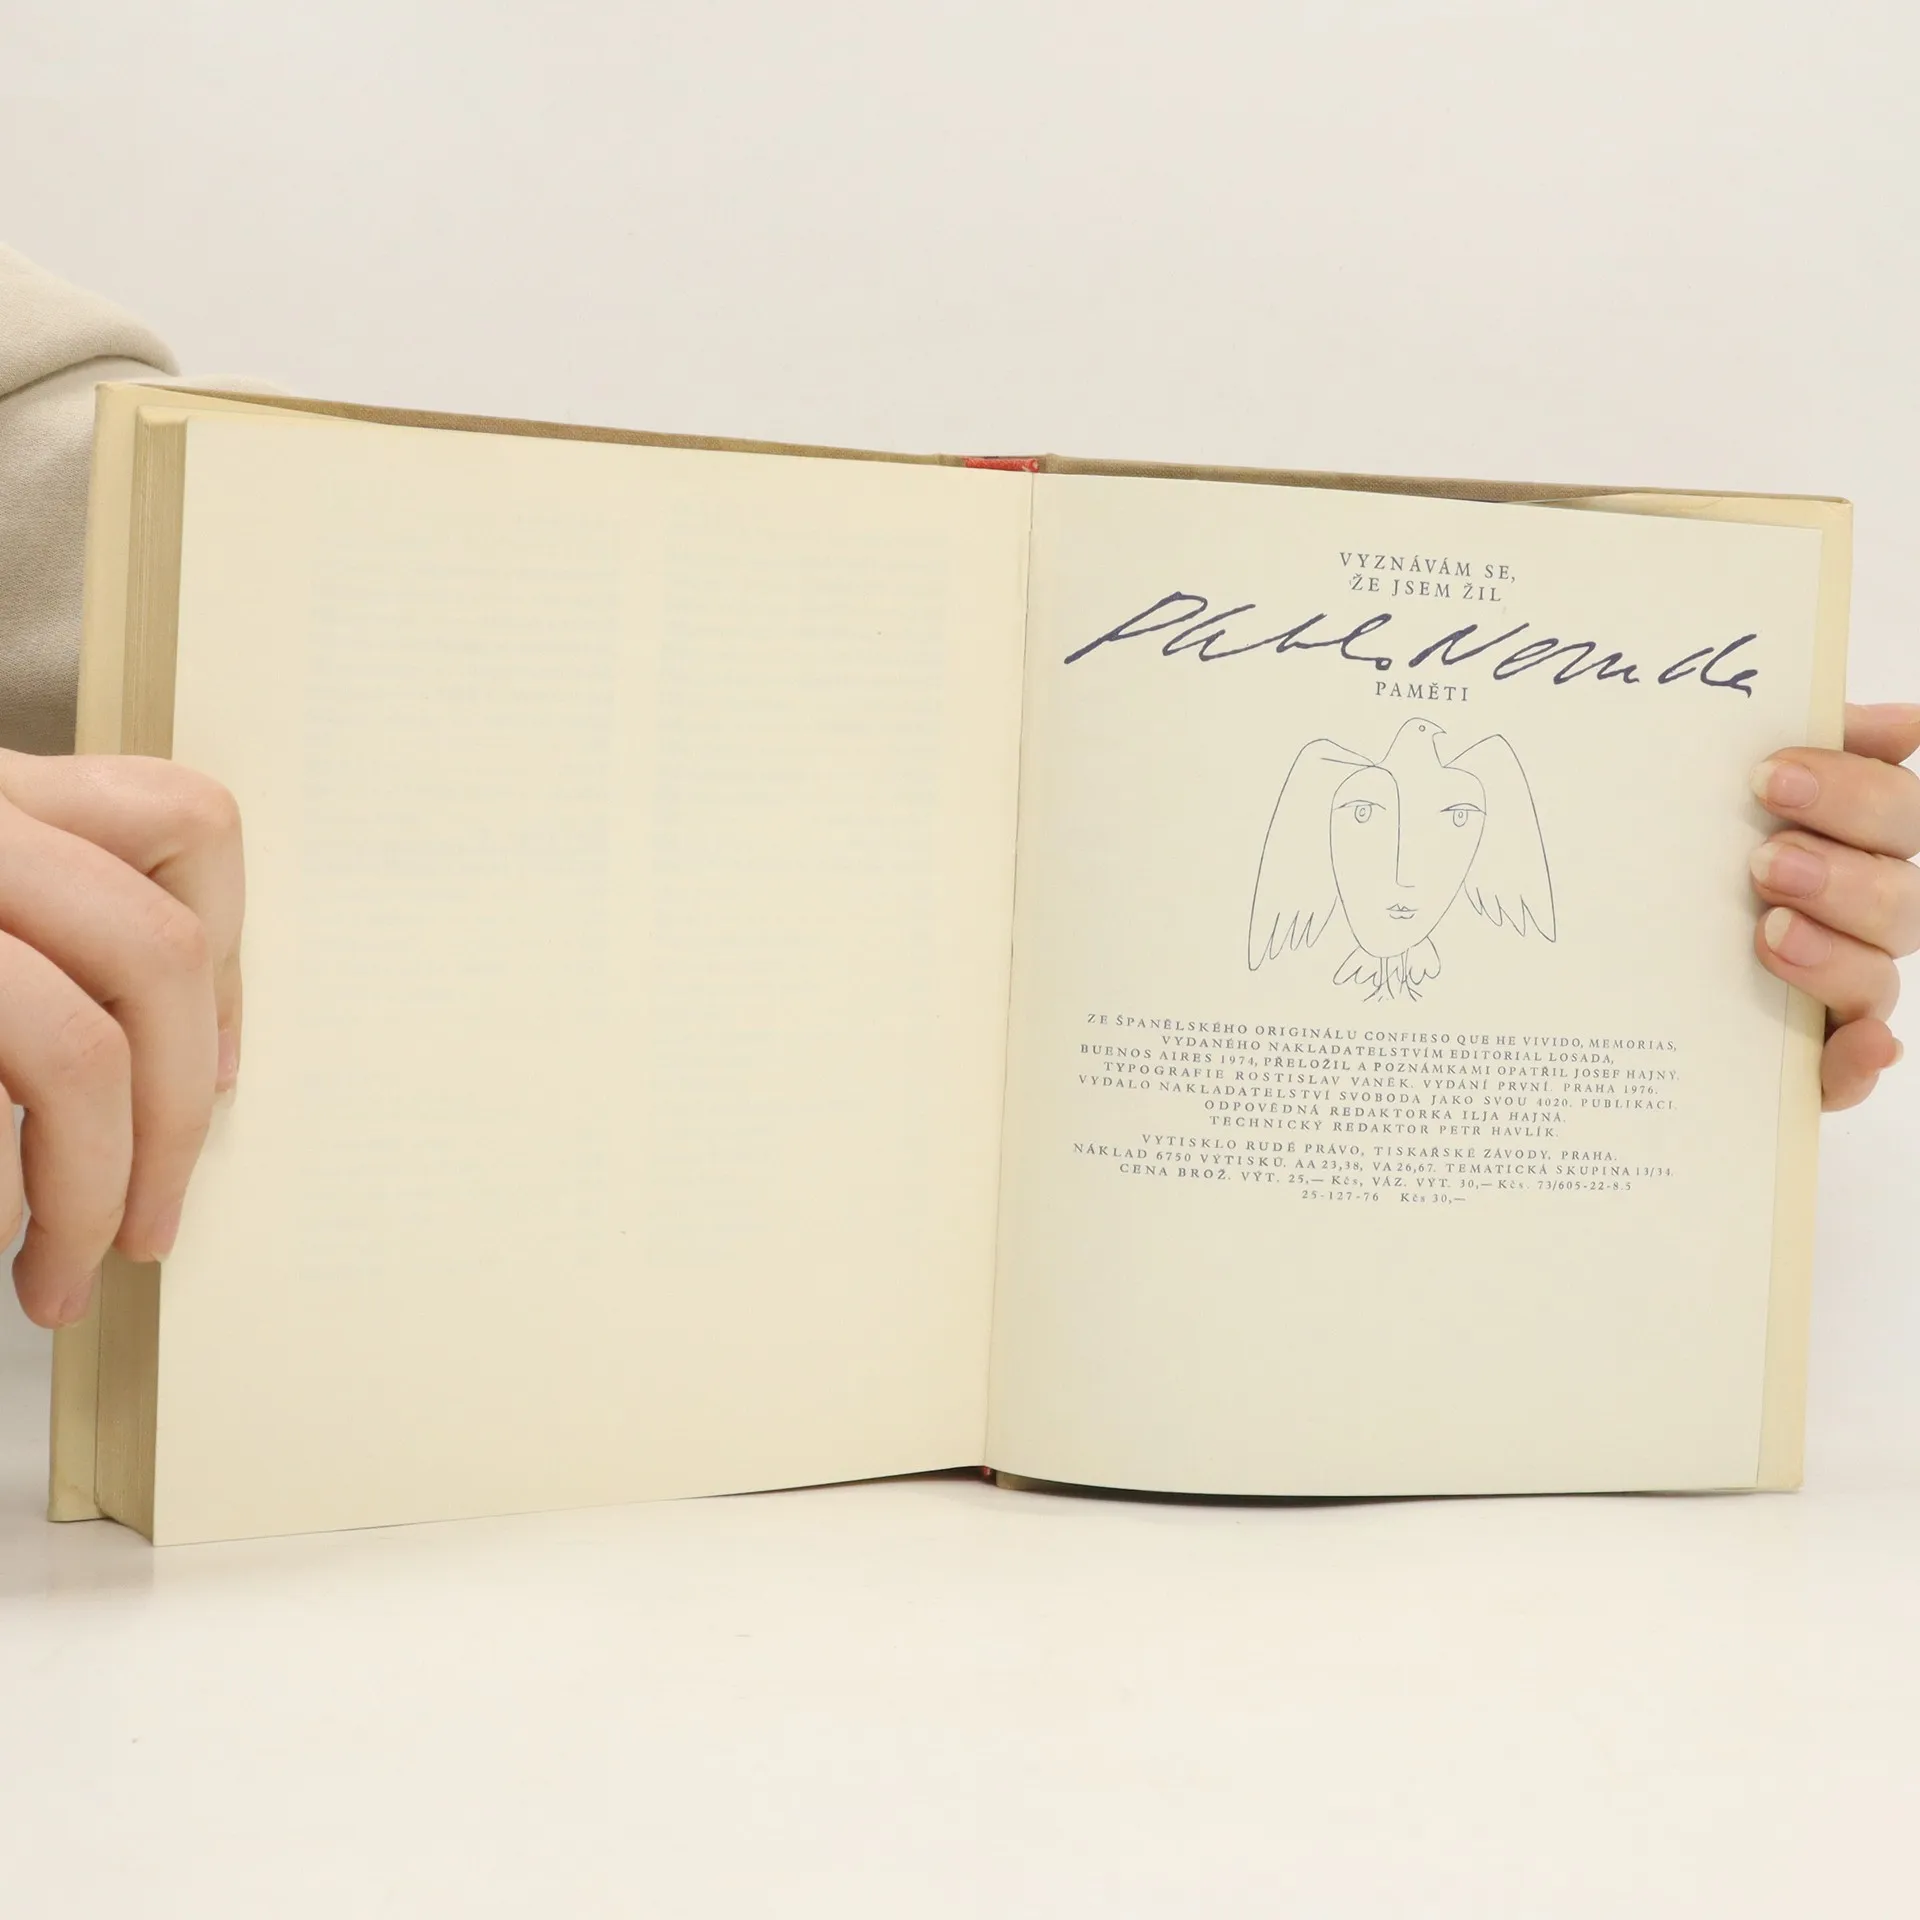 VYZNÁVÁM SE,
ŽE JSEM ŽIL
Pablo Neruda
PAMĚTI
ZE ŠPANĚLSKÉHO ORIGINÁLU CONFIESO QUE HE VIVIDO, MEMORIAS,
VYDANÉHO NAKLADATELSTVÍM EDITORIAL LOSADA,
BUENOS AIRES 1974, PŘELOŽIL A POZNÁMKAMI OPATŘIL JOSEF HAJNÝ.
TYPOGRAFIE ROSTISLAV VANĚK. VYDÁNÍ PRVNÍ. PRAHA 1976.
VYDALO NAKLADATELSTVÍ SVOBODA JAKO SVOU 4020. PUBLIKACI.
ODPOVĚDNÁ REDAKTORKA ILJA HAJNÁ.
TECHNICKÝ REDAKTOR PETR HAVLÍK.
VYTISKLO RUDÉ PRÁVO, TISKAŘSKÉ ZÁVODY, PRAHA.
NÁKLAD 6750 VÝTISKŮ. AA 23,38, VA 26,67. TEMATICKÁ SKUPINA 13/34.
CENA BROŽ. VÝT. 25,— Kčs, VÁZ. VÝT. 30,— Kčs. 73/605-22-8.5
25-127-76 Kčs 30,—